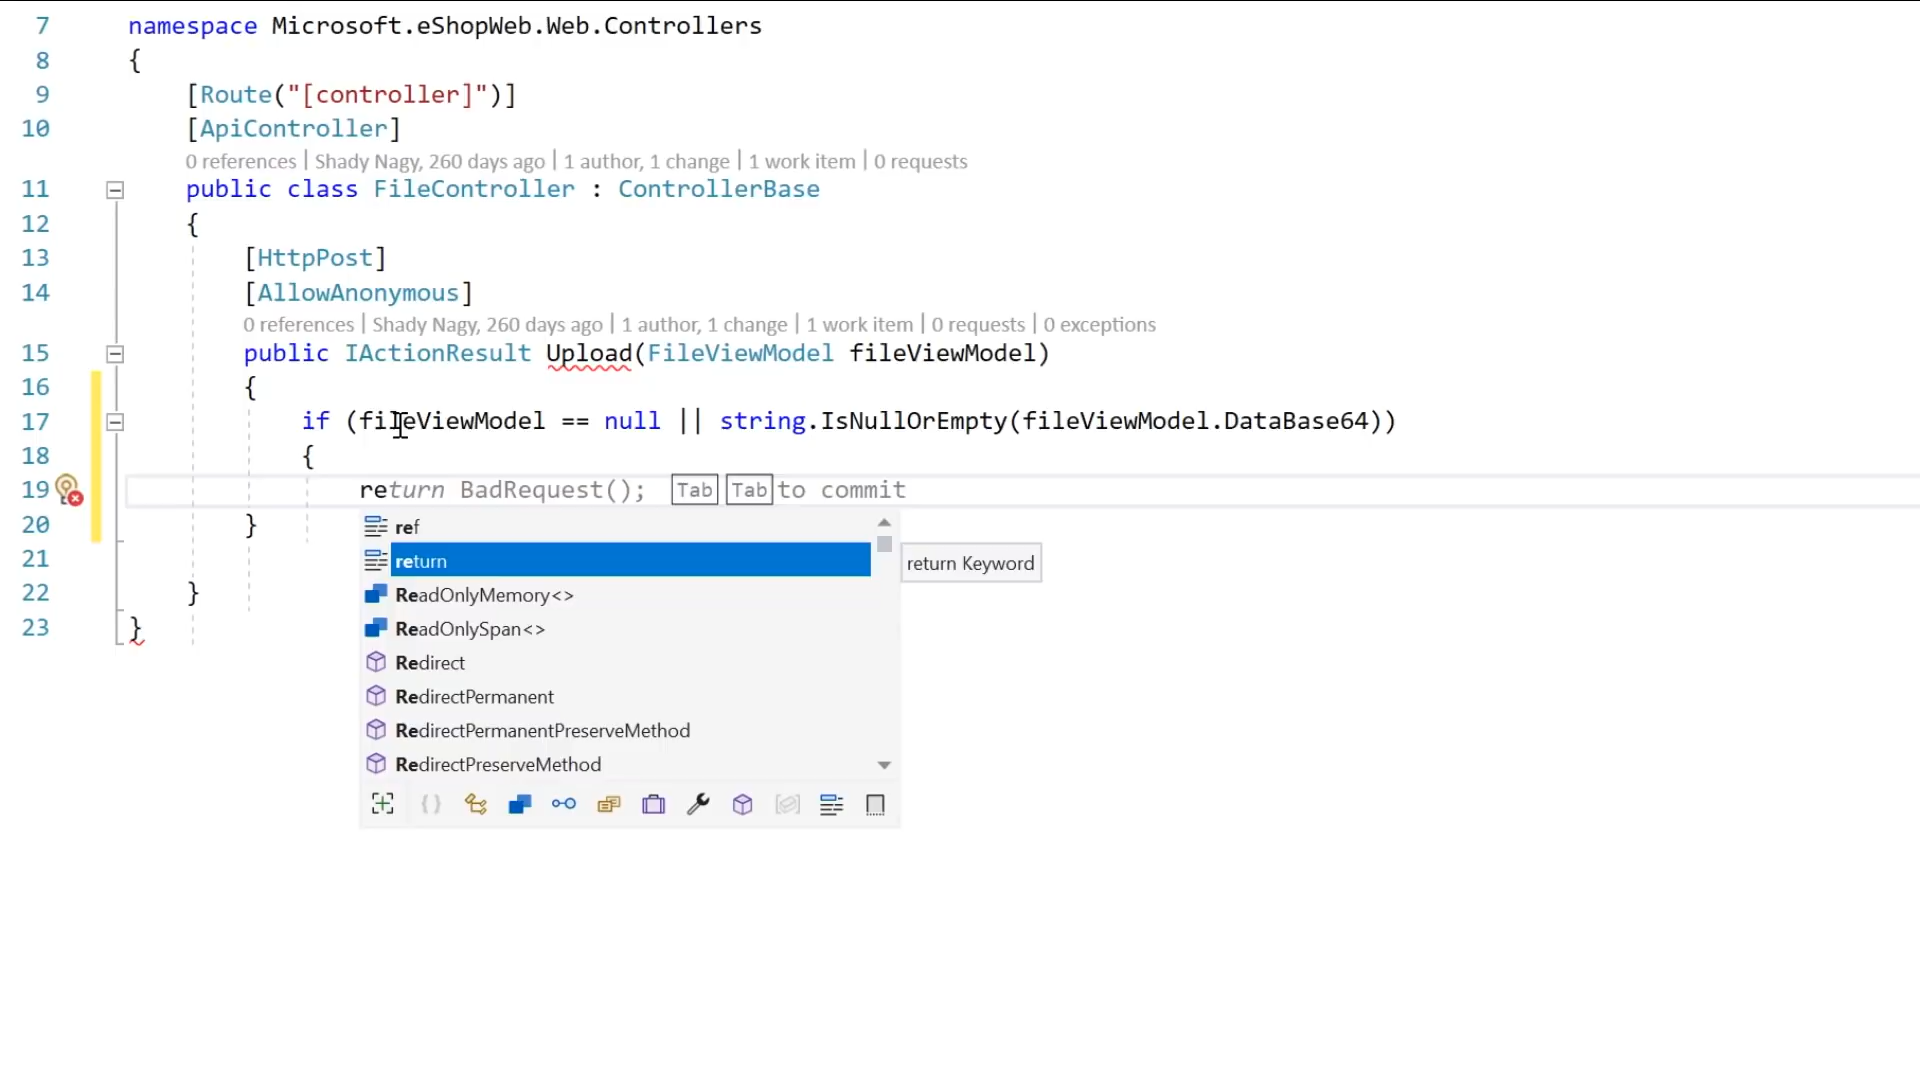 7 namespace Microsoft.eShopWeb.Web.Controllers
8 {
9 [Route("[controller]")]
10 [ApiController]
0 references | Shady Nagy, 260 days ago | 1 author, 1 change | 1 work item | 0 requests
11 public class FileController : ControllerBase
12 {
13 [HttpPost]
14 [AllowAnonymous]
0 references | Shady Nagy, 260 days ago | 1 author, 1 change | 1 work item | 0 requests | 0 exceptions
15 public IActionResult Upload(FileViewModel fileViewModel)
16 {
17 if (fileViewModel == null || string.IsNullOrEmpty(fileViewModel.DataBase64))
18 {
19 return BadRequest(); Tab Tab to commit
20 }
21
22 }
23 }
ref
return
return Keyword
ReadOnlyMemory<>
ReadOnlySpan<>
Redirect
RedirectPermanent
RedirectPermanentPreserveMethod
RedirectPreserveMethod